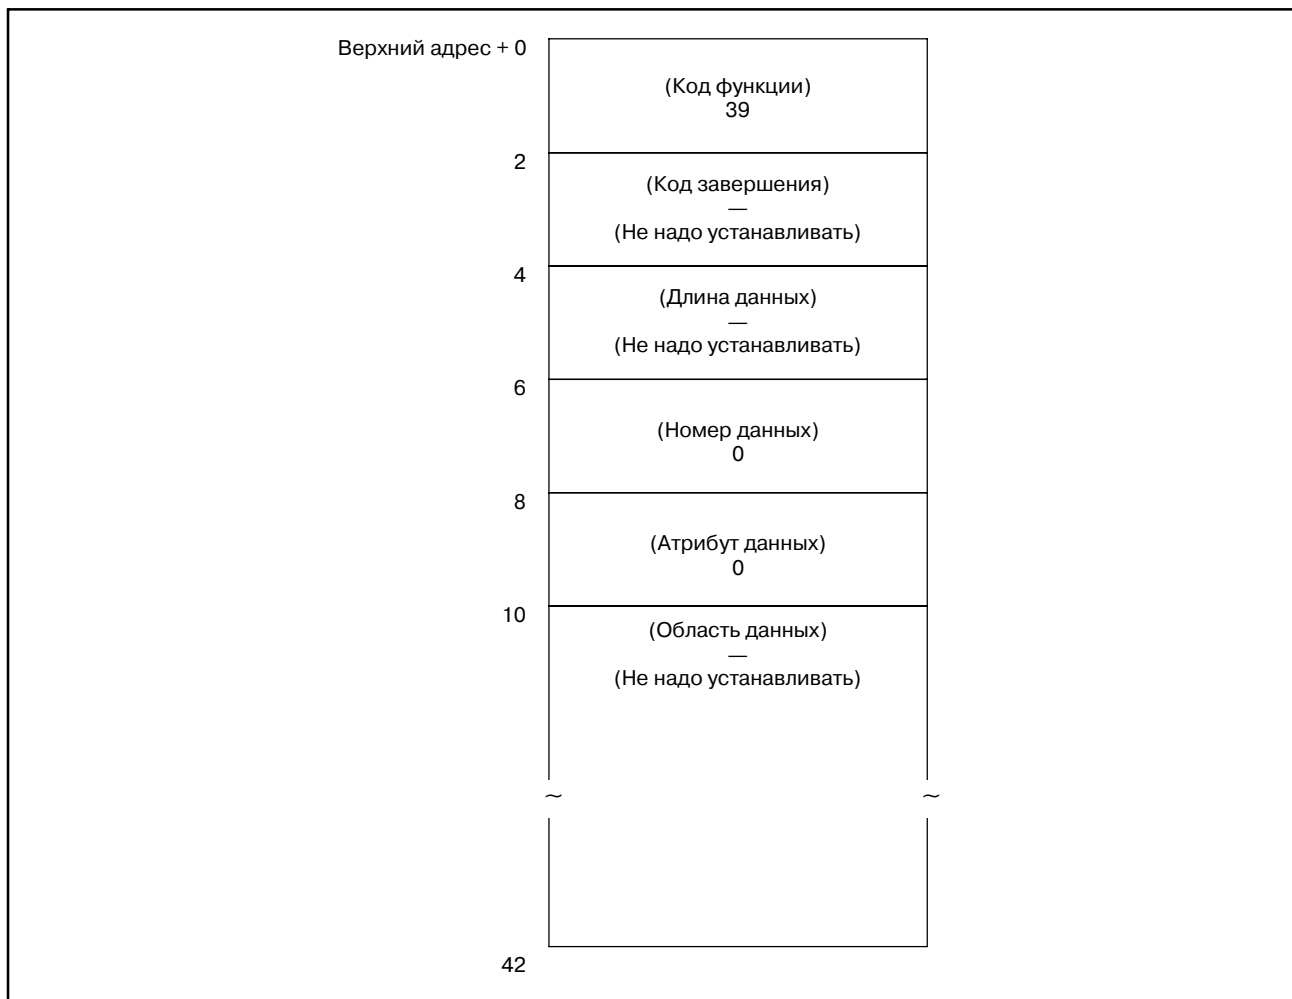 Верхний адрес + 0
(Код функции)
39
2
(Код завершения)
—
(Не надо устанавливать)
4
(Длина данных)
—
(Не надо устанавливать)
6
(Номер данных)
0
8
(Атрибут данных)
0
10
(Область данных)
—
(Не надо устанавливать)
~ ~
42